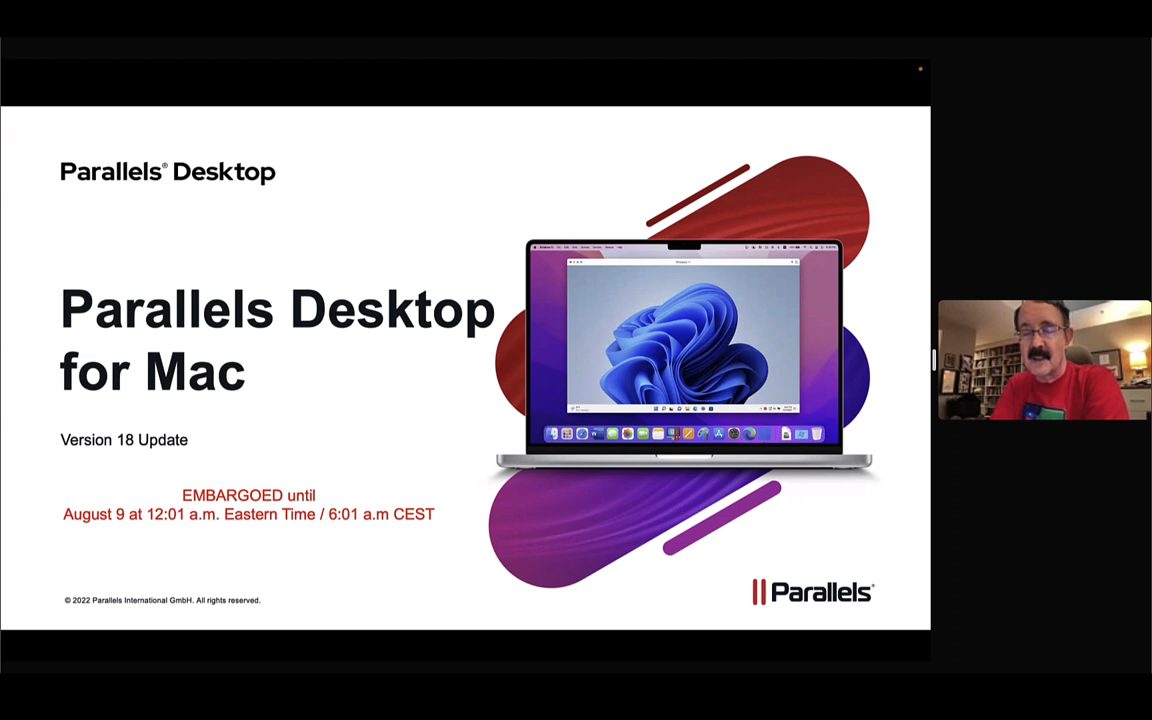 Parallels® Desktop
Parallels Desktop
for Mac
Version 18 Update
EMBARGOED until
August 9 at 12:01 a.m. Eastern Time / 6:01 a.m CEST
© 2022 Parallels International GmbH. All rights reserved.
Parallels®